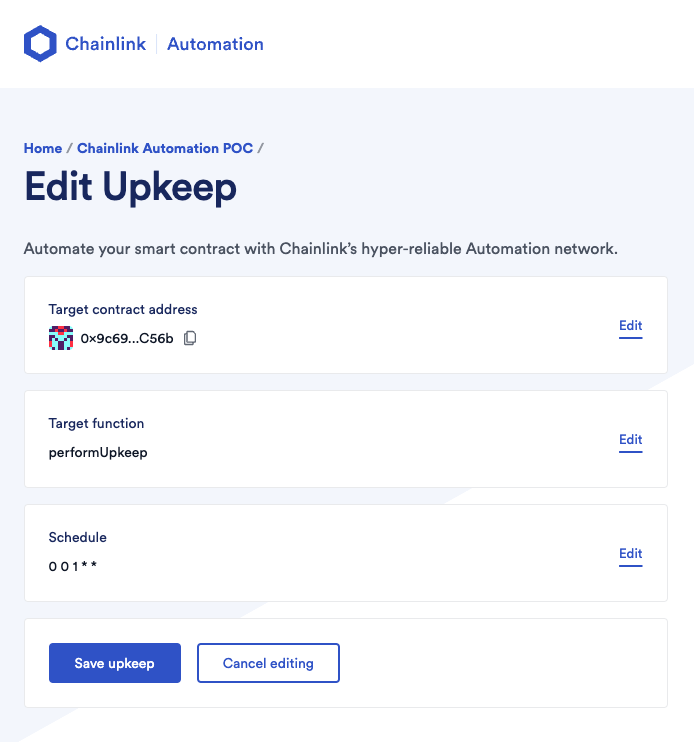 Chainlink | Automation
Home / Chainlink Automation POC /
Edit Upkeep
Automate your smart contract with Chainlink’s hyper-reliable Automation network.
Target contract address
0x9c69...C56b
Edit
Target function
performUpkeep
Edit
Schedule
0 0 1 * *
Edit
Save upkeep
Cancel editing